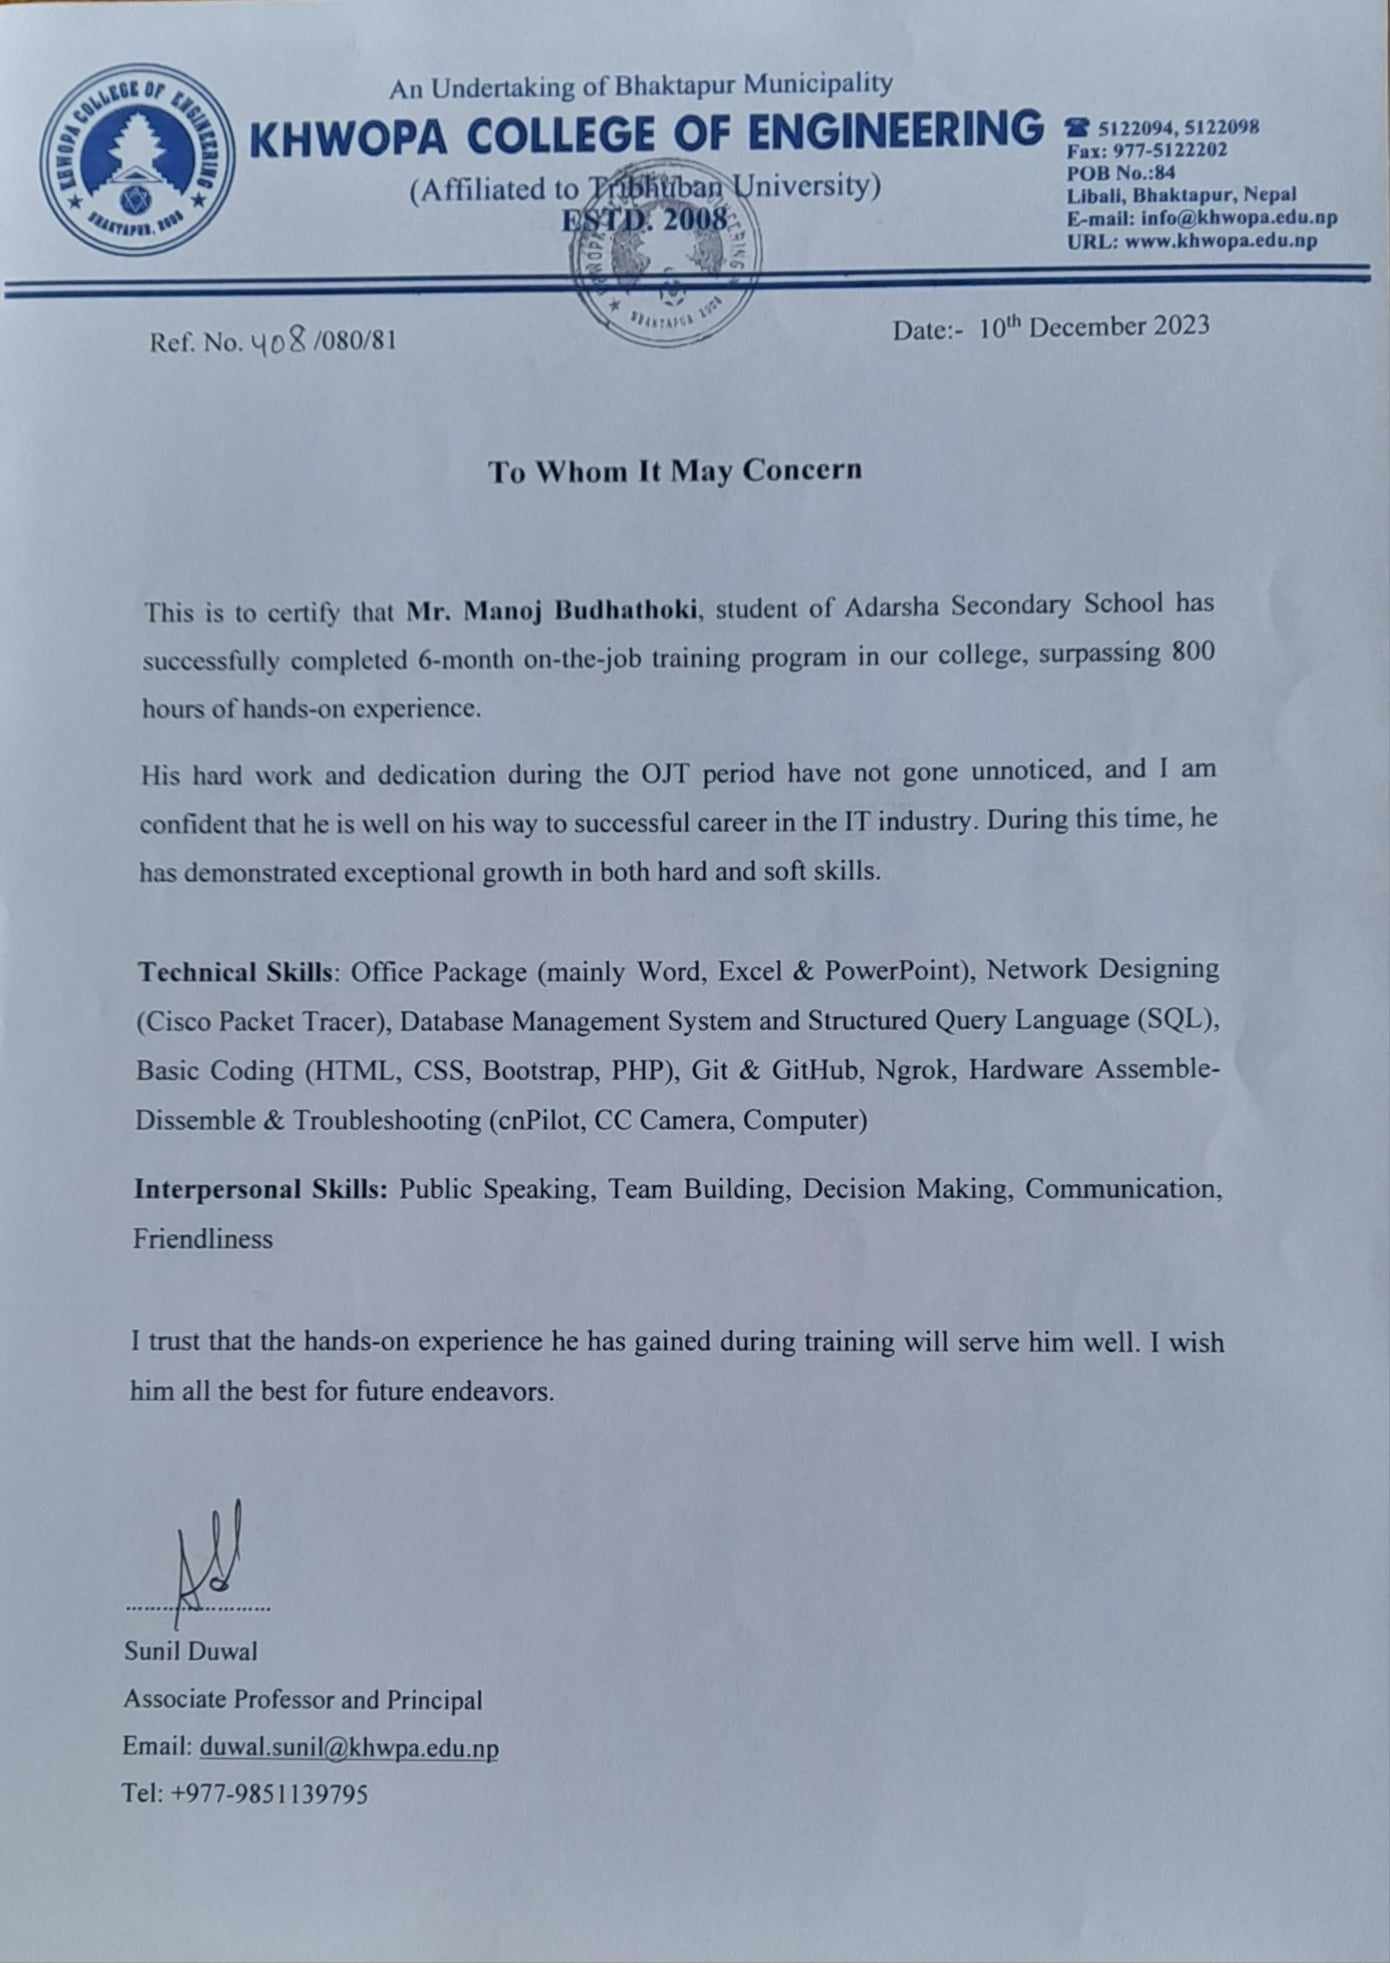 KHWOPA COLLEGE OF ENGINEERING
BHAKTAPUR, 2008
An Undertaking of Bhaktapur Municipality
KHWOPA COLLEGE OF ENGINEERING
(Affiliated to Tribhuban University)
ESTD. 2008
☎ 5122094, 5122098
Fax: 977-5122202
POB No.:84
Libali, Bhaktapur, Nepal
E-mail: info@khwopa.edu.np
URL: www.khwopa.edu.np
BHAKTAPUR 2008
Ref. No. 408/080/81
Date:- 10th December 2023
To Whom It May Concern
This is to certify that Mr. Manoj Budhathoki, student of Adarsha Secondary School has
successfully completed 6-month on-the-job training program in our college, surpassing 800
hours of hands-on experience.
His hard work and dedication during the OJT period have not gone unnoticed, and I am
confident that he is well on his way to successful career in the IT industry. During this time, he
has demonstrated exceptional growth in both hard and soft skills.
Technical Skills: Office Package (mainly Word, Excel & PowerPoint), Network Designing
(Cisco Packet Tracer), Database Management System and Structured Query Language (SQL),
Basic Coding (HTML, CSS, Bootstrap, PHP), Git & GitHub, Ngrok, Hardware Assemble-
Dissemble & Troubleshooting (cnPilot, CC Camera, Computer)
Interpersonal Skills: Public Speaking, Team Building, Decision Making, Communication,
Friendliness
I trust that the hands-on experience he has gained during training will serve him well. I wish
him all the best for future endeavors.
Sunil Duwal
Associate Professor and Principal
Email: duwal.sunil@khwpa.edu.np
Tel: +977-9851139795